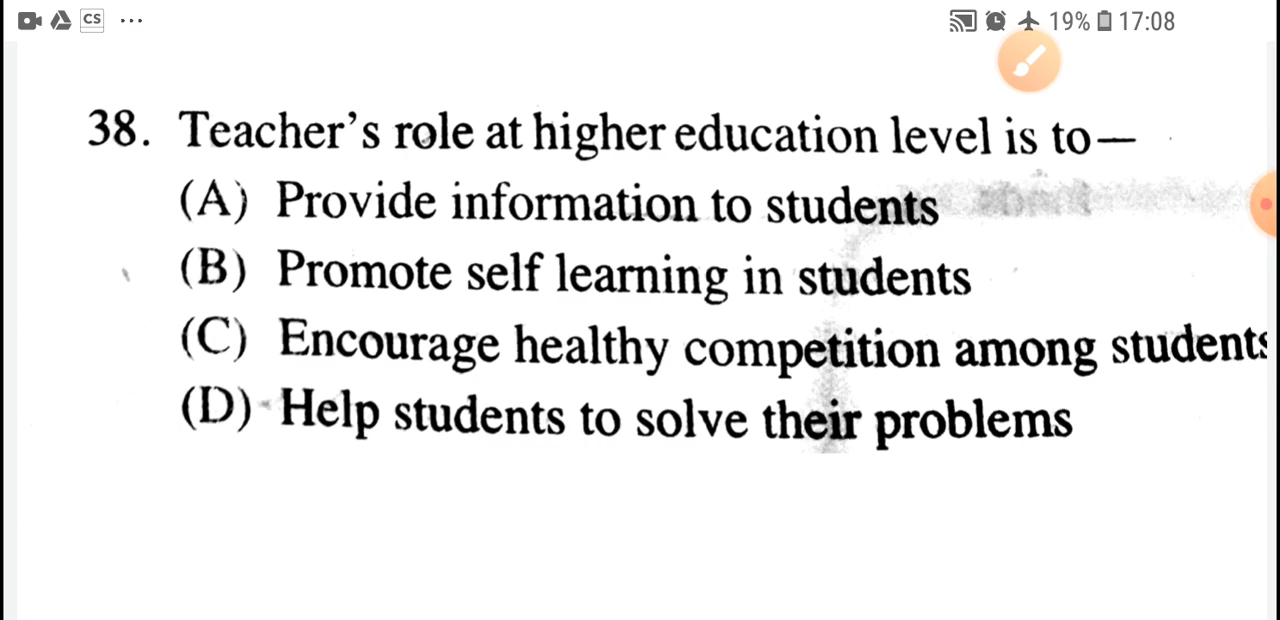 CS ... 19% 17:08
38. Teacher's role at higher education level is to—
(A) Provide information to students
(B) Promote self learning in students
(C) Encourage healthy competition among students
(D) Help students to solve their problems